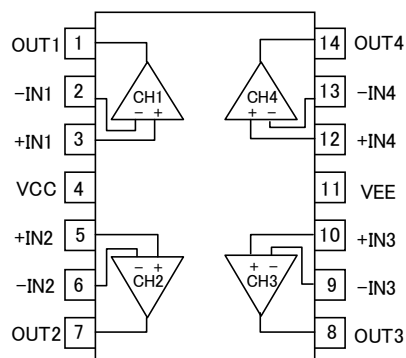 OUT1 1 14 OUT4
−IN1 2 CH1 CH4 13 −IN4
− + + −
+IN1 3 12 +IN4
VCC 4 11 VEE
+IN2 5 10 +IN3
− + + −
−IN2 6 CH2 CH3 9 −IN3
OUT2 7 8 OUT3